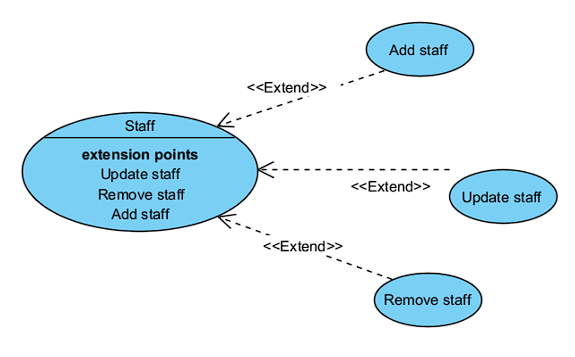 Add staff
<<Extend>>
Staff
extension points
Update staff
Remove staff
Add staff
<<Extend>>
Update staff
<<Extend>>
Remove staff